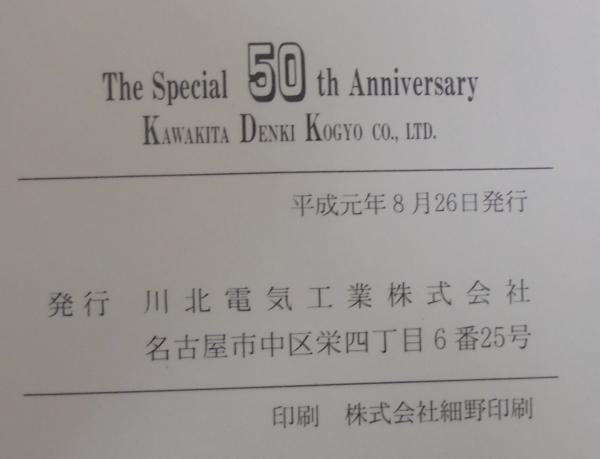 The Special 50 th Anniversary
KAWAKITA DENKI KOGYO CO., LTD.
平成元年8月26日発行
発行 川北電気工業株式会社
名古屋市中区栄四丁目6番25号
印刷 株式会社細野印刷